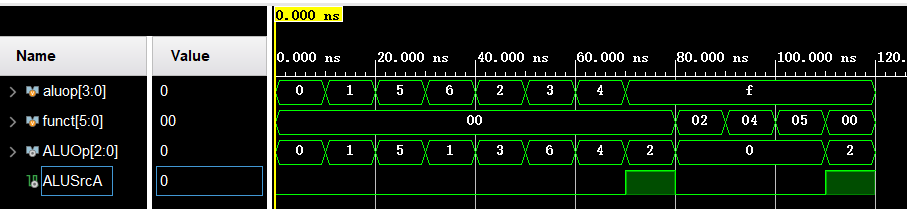 0.000 ns
Name Value 0.000 ns 20.000 ns 40.000 ns 60.000 ns 80.000 ns 100.000 ns 120.
aluop[3:0] 0 0 1 5 6 2 3 4 f
funct[5:0] 00 00 02 04 05 00
ALUOp[2:0] 0 0 1 5 1 3 6 4 2 0 2
ALUSrcA 0